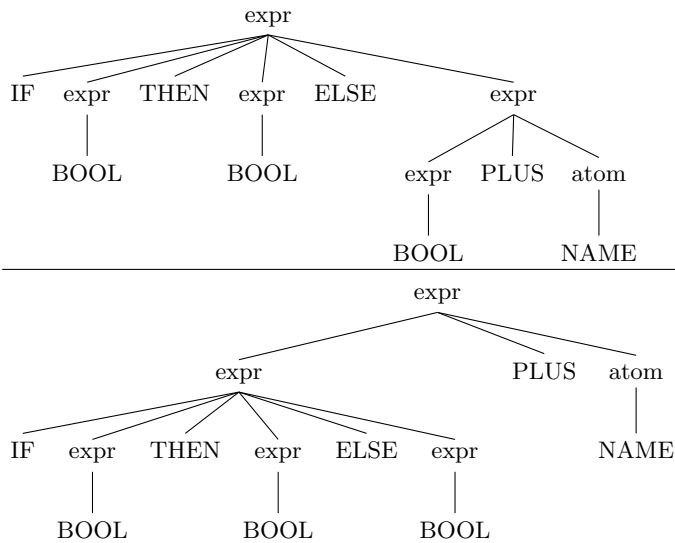 expr
IF expr THEN expr ELSE expr
BOOL BOOL expr PLUS atom
BOOL NAME
expr
expr PLUS atom
IF expr THEN expr ELSE expr NAME
BOOL BOOL BOOL